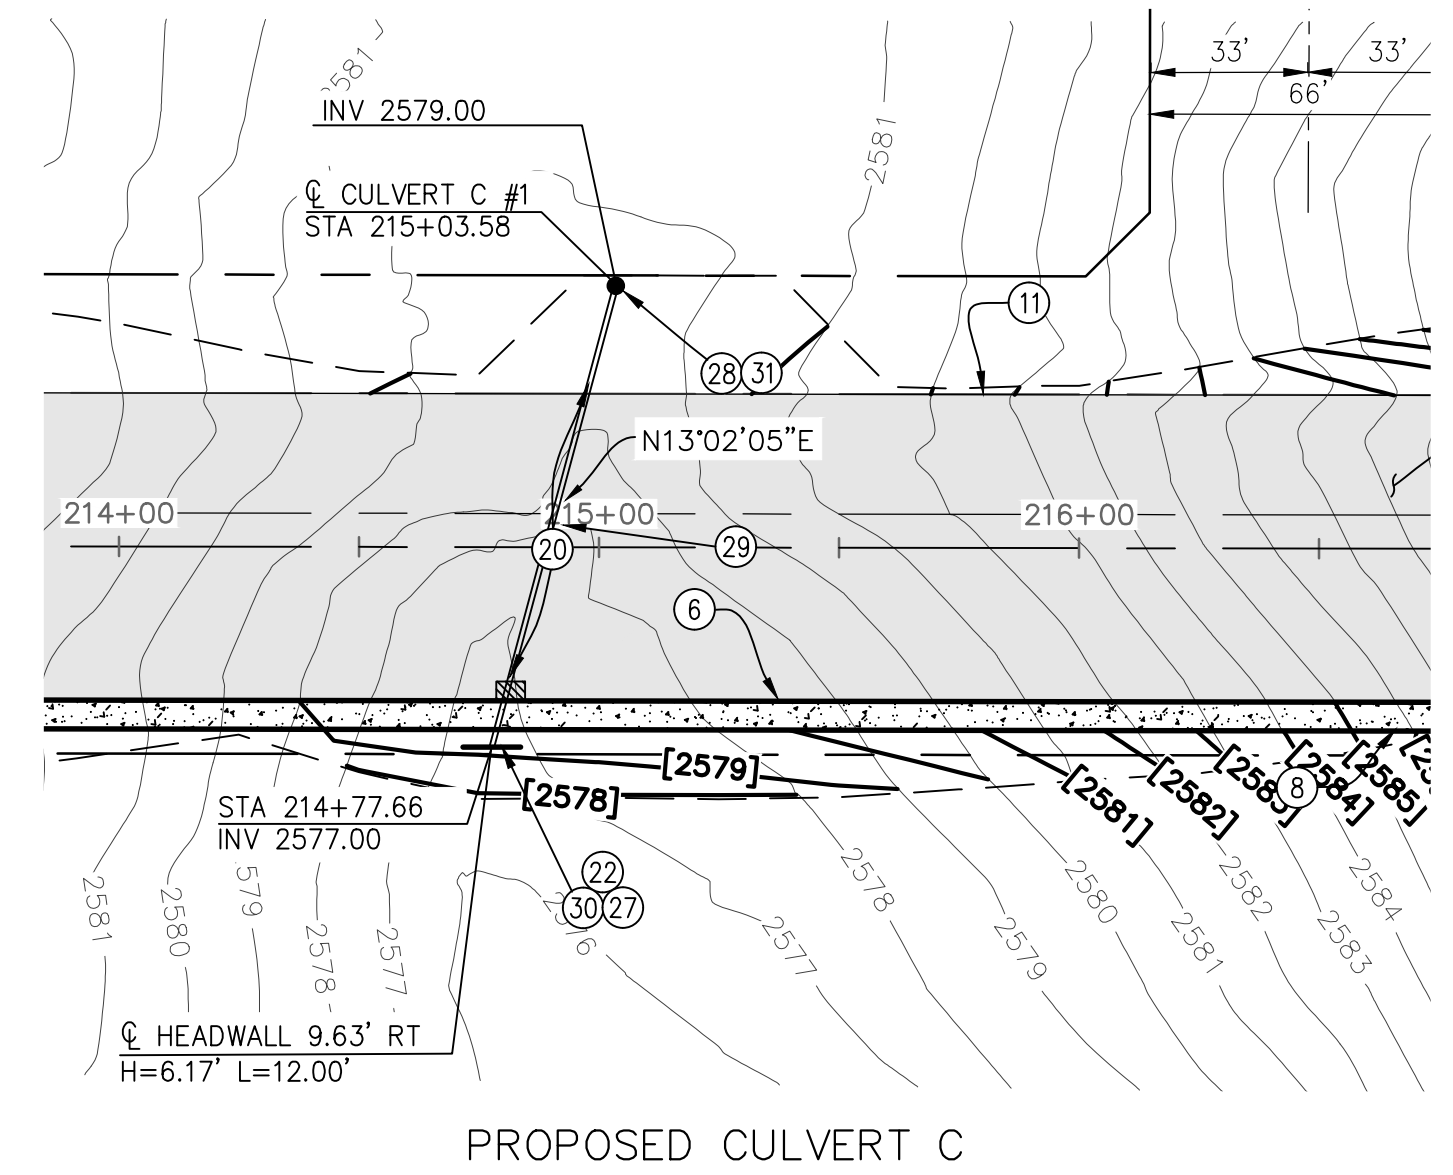 33' 33'
66'
2581
INV 2579.00
2581
℄ CULVERT C #1
STA 215+03.58
11
28 31
N13°02'05"E
214+00 215+00 216+00
20 29
6
[2579]
[2578]
[2581] [2582] [2583] [2584] [2585]
8
STA 214+77.66
INV 2577.00
22
30 27
2581 2580 2579 2578 2577 2576 2577 2578 2579 2580 2581 2582 2583 2584
℄ HEADWALL 9.63' RT
H=6.17' L=12.00'
PROPOSED CULVERT C